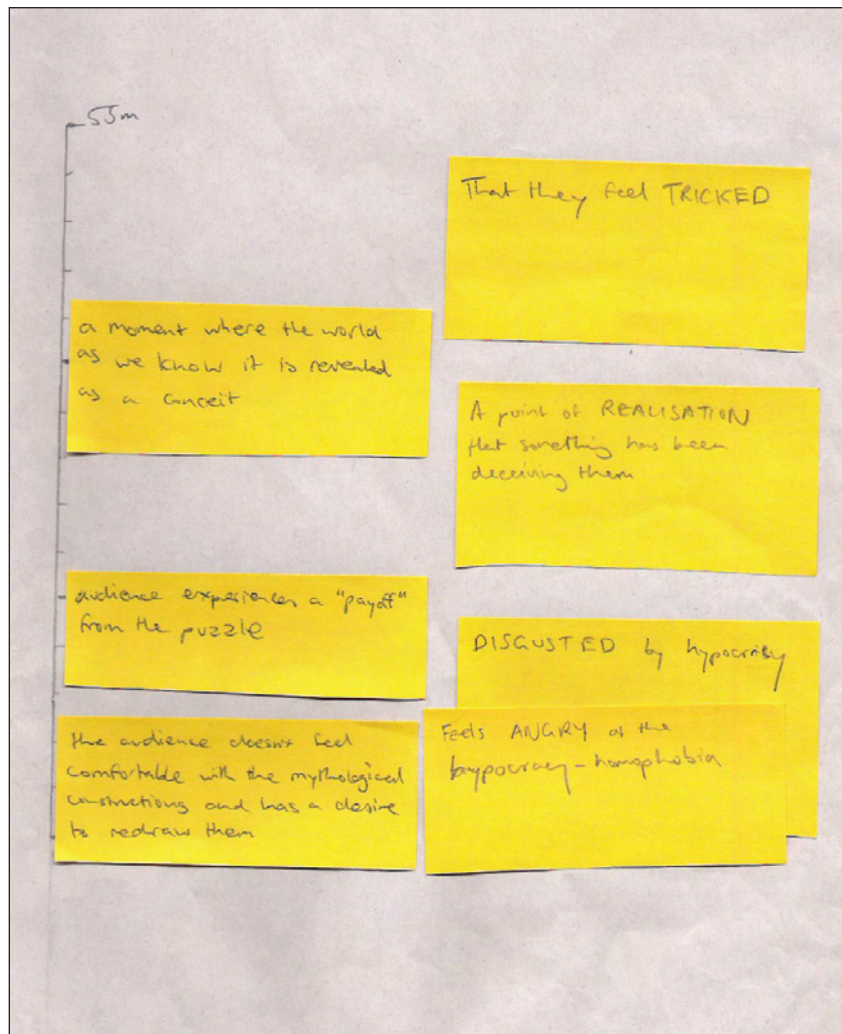 55m
That they feel TRICKED
a moment where the world
as we know it is revealed
as a conceit
A point of REALISATION
that something has been
deceiving them
audience experiences a "payoff"
from the puzzle
DISGUSTED by hypocrisy
Feels ANGRY at the
hypocracy-homophobia
the audience doesn't feel
comfortable with the mythological
constructions and has a desire
to redraw them